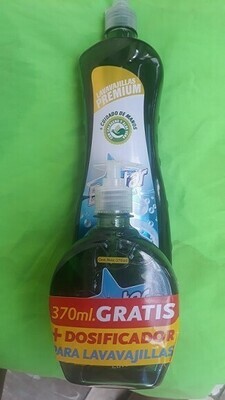 LAVAVAJILLAS
PREMIUM
+ CUIDADO DE MANOS
370ml. GRATIS
+ DOSIFICADOR
PARA LAVAVAJILLAS